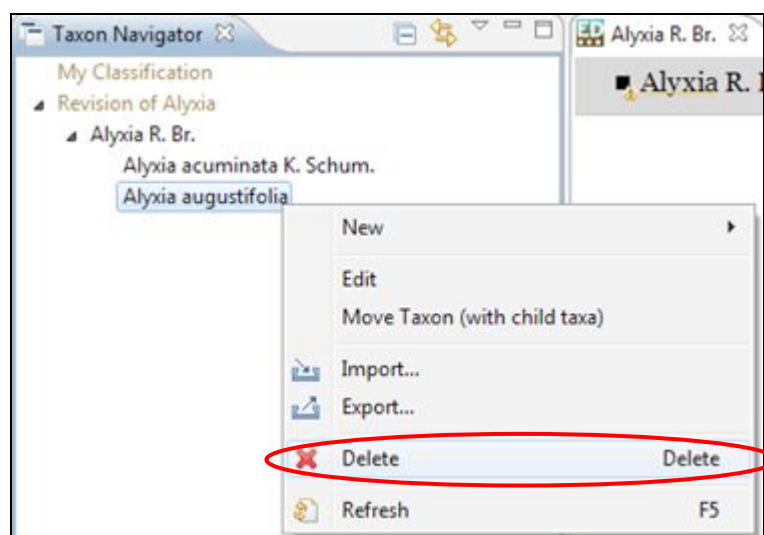 Taxon Navigator
Alyxia R. Br.
My Classification
Alyxia R.
Revision of Alyxia
Alyxia R. Br.
Alyxia acuminata K. Schum.
Alyxia augustifolia
New
Edit
Move Taxon (with child taxa)
Import...
Export...
Delete Delete
Refresh F5